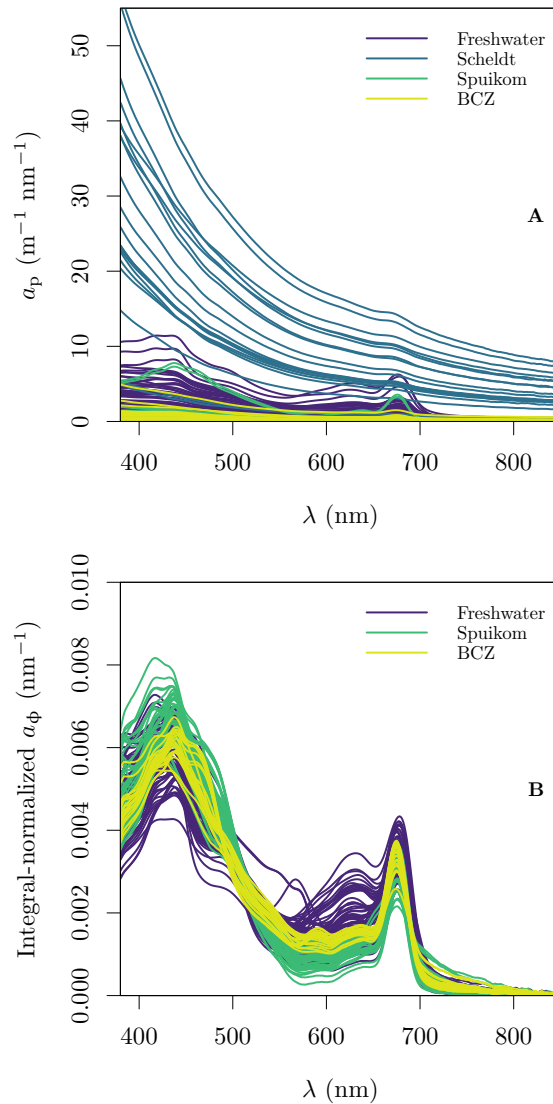 Freshwater
Scheldt
Spuikom
BCZ
A
a_p (m⁻¹ nm⁻¹)
50
40
30
20
10
0
400 500 600 700 800
λ (nm)
Freshwater
Spuikom
BCZ
B
Integral-normalized a_Φ (nm⁻¹)
0.010
0.008
0.006
0.004
0.002
0.000
400 500 600 700 800
λ (nm)